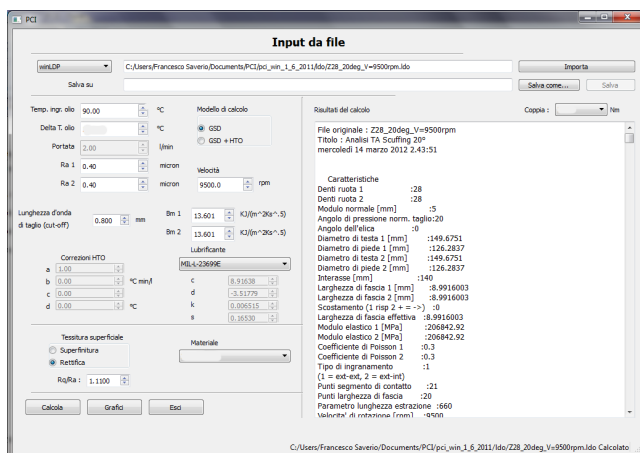 PCI
Input da file
winLDP
C:/Users/Francesco Saverio/Documents/PCI/pci_win_1_6_2011/ldo/Z28_20deg_V=9500rpm.ldo
Importa
Salva su
Salva come...
Salva
Temp. ingr. olio 90.00 °C
Delta T. olio °C
Portata 2.00 l/min
Ra 1 0.40 micron
Ra 2 0.40 micron
Modello di calcolo
GSD
GSD + HTO
Velocità
9500.0 rpm
Lunghezza d'onda
di taglio (cut-off) 0.800 mm
Bm 1 13.601 KJ/(m^2Ks^.5)
Bm 2 13.601 KJ/(m^2Ks^.5)
Correzioni HTO
a 1.00
b 0.00 °C min/l
c 0.00
d 0.00 °C
Lubrificante
MIL-L-23699E
c 8.91638
d -3.51779
k 0.006515
s 0.16530
Tessitura superficiale
Superfinitura
Rettifica
Rq/Ra : 1.1100
Materiale
Calcola
Grafici
Esci
Risultati del calcolo
Coppia : Nm
File originale : Z28_20deg_V=9500rpm
Titolo : Analisi TA Scuffing 20°
mercoledì 14 marzo 2012 2.43:51
Caratteristiche
Denti ruota 1 :28
Denti ruota 2 :28
Modulo normale [mm] :5
Angolo di pressione norm. taglio:20
Angolo dell'elica :0
Diametro di testa 1 [mm] :149.6751
Diametro di piede 1 [mm] :126.2837
Diametro di testa 2 [mm] :149.6751
Diametro di piede 2 [mm] :126.2837
Interasse [mm] :140
Larghezza di fascia 1 [mm] :8.9916003
Larghezza di fascia 2 [mm] :8.9916003
Scostamento (1 risp 2 + = ->) :0
Larghezza di fascia effettiva :8.9916003
Modulo elastico 1 [MPa] :206842.92
Modulo elastico 2 [MPa] :206842.92
Coefficiente di Poisson 1 :0.3
Coefficiente di Poisson 2 :0.3
Tipo di ingranamento :1
(1 = ext-ext, 2 = ext-int)
Punti segmento di contatto :21
Punti larghezza di fascia :20
Parametro lunghezza estrazione :660
Velocita' di rotazione [rpm] :9500
C:/Users/Francesco Saverio/Documents/PCI/pci_win_1_6_2011/ldo/Z28_20deg_V=9500rpm.ldo Calcolato